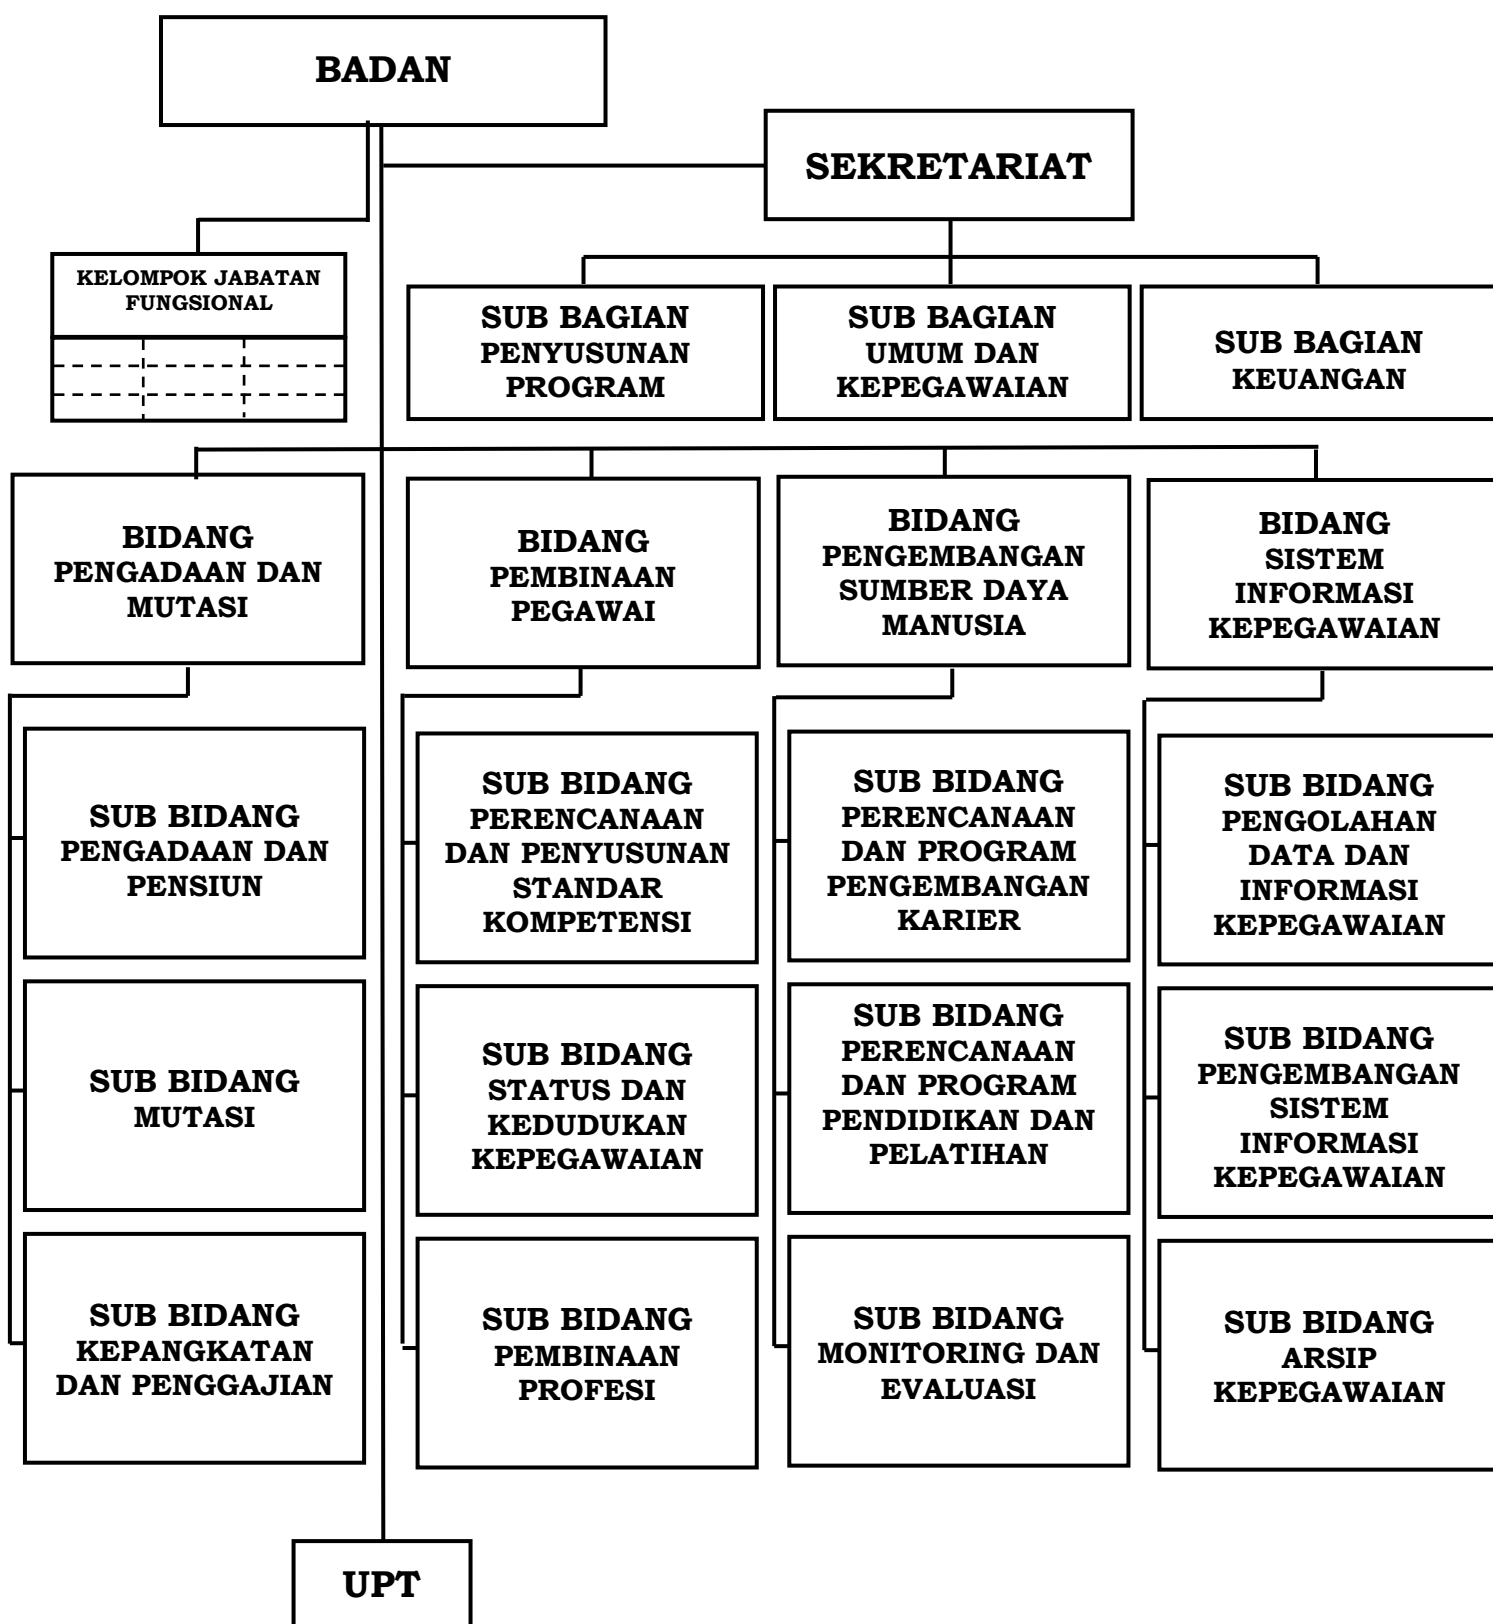 BADAN
SEKRETARIAT
KELOMPOK JABATAN
FUNGSIONAL
SUB BAGIAN
PENYUSUNAN
PROGRAM
SUB BAGIAN
UMUM DAN
KEPEGAWAIAN
SUB BAGIAN
KEUANGAN
BIDANG
PENGADAAN DAN
MUTASI
BIDANG
PEMBINAAN
PEGAWAI
BIDANG
PENGEMBANGAN
SUMBER DAYA
MANUSIA
BIDANG
SISTEM
INFORMASI
KEPEGAWAIAN
SUB BIDANG
PENGADAAN DAN
PENSIUN
SUB BIDANG
PERENCANAAN
DAN PENYUSUNAN
STANDAR
KOMPETENSI
SUB BIDANG
PERENCANAAN
DAN PROGRAM
PENGEMBANGAN
KARIER
SUB BIDANG
PENGOLAHAN
DATA DAN
INFORMASI
KEPEGAWAIAN
SUB BIDANG
MUTASI
SUB BIDANG
STATUS DAN
KEDUDUKAN
KEPEGAWAIAN
SUB BIDANG
PERENCANAAN
DAN PROGRAM
PENDIDIKAN DAN
PELATIHAN
SUB BIDANG
PENGEMBANGAN
SISTEM
INFORMASI
KEPEGAWAIAN
SUB BIDANG
KEPANGKATAN
DAN PENGGAJIAN
SUB BIDANG
PEMBINAAN
PROFESI
SUB BIDANG
MONITORING DAN
EVALUASI
SUB BIDANG
ARSIP
KEPEGAWAIAN
UPT